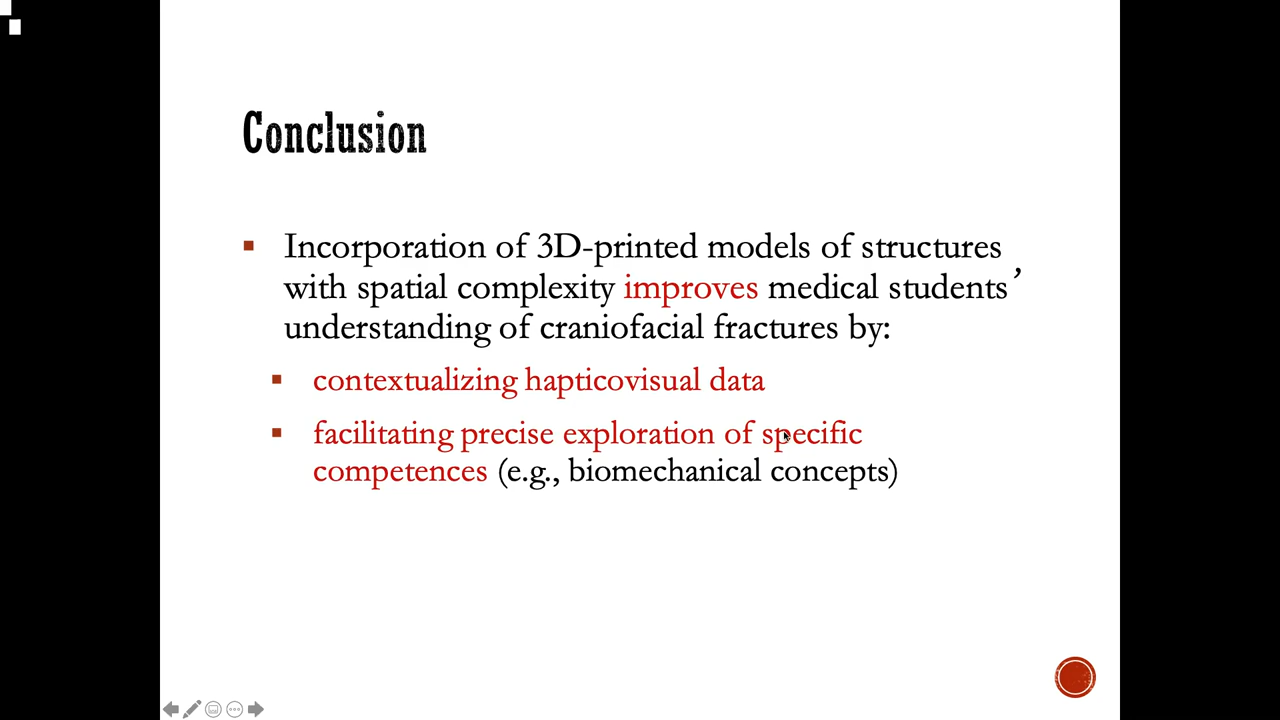 Conclusion
Incorporation of 3D-printed models of structures
with spatial complexity improves medical students’
understanding of craniofacial fractures by:
contextualizing hapticovisual data
facilitating precise exploration of specific
competences (e.g., biomechanical concepts)